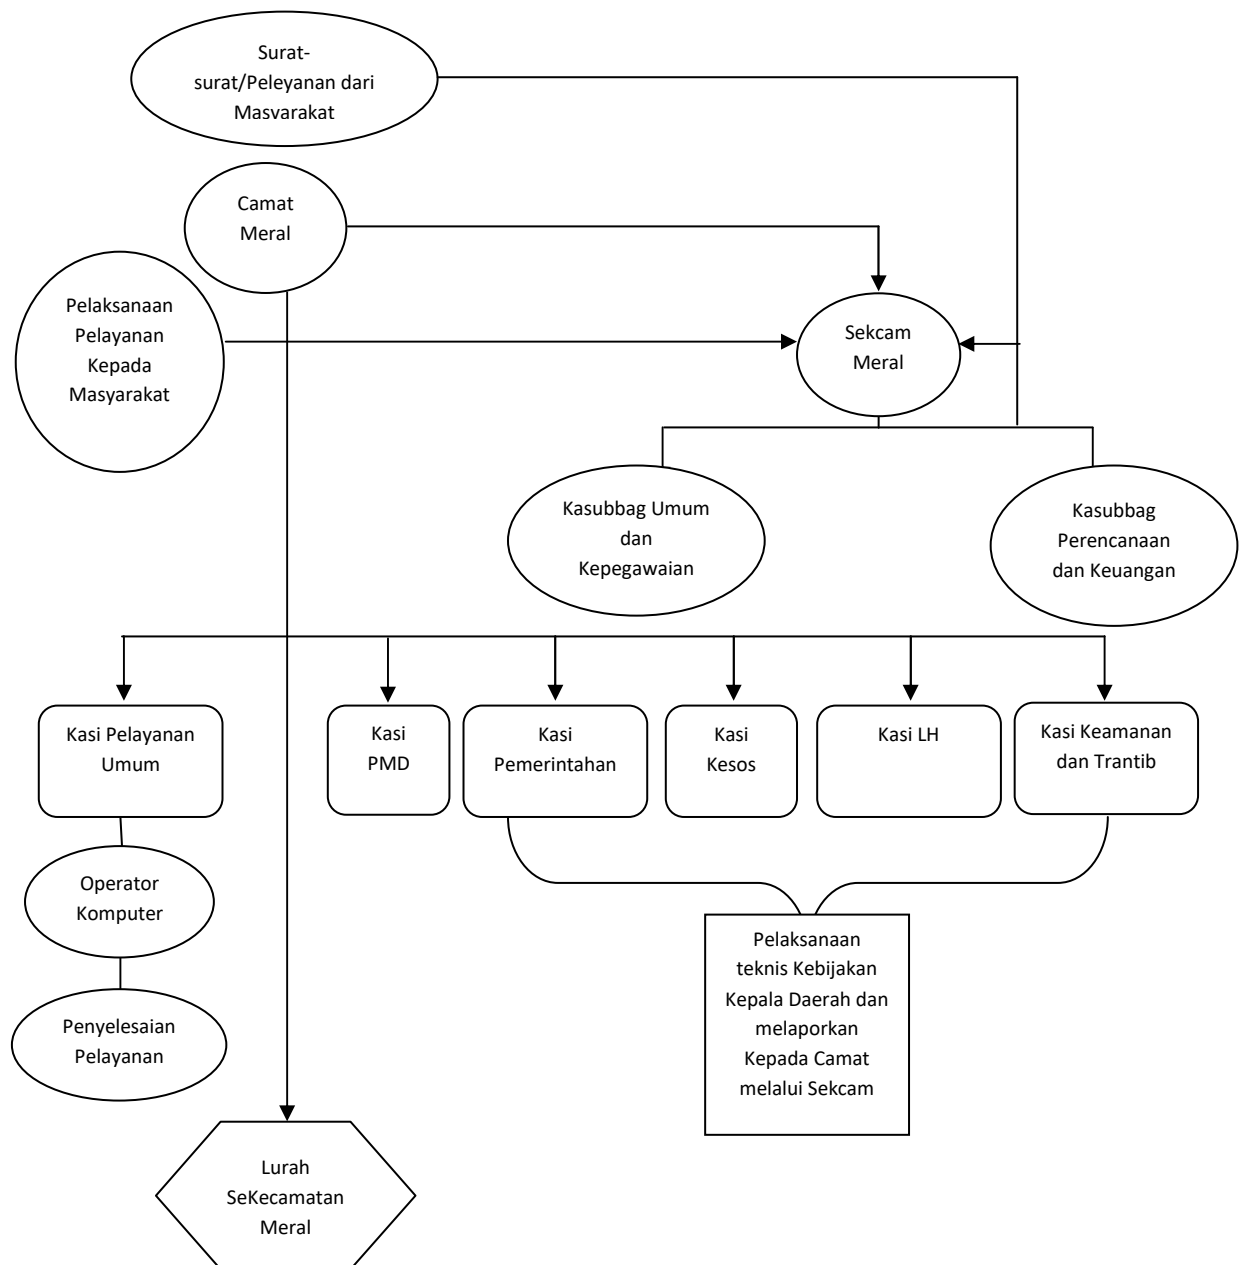 Surat-
surat/Peleyanan dari
Masvarakat
Camat
Meral
Pelaksanaan
Pelayanan
Kepada
Masyarakat
Sekcam
Meral
Kasubbag Umum
dan
Kepegawaian
Kasubbag
Perencanaan
dan Keuangan
Kasi Pelayanan
Umum
Kasi
PMD
Kasi
Pemerintahan
Kasi
Kesos
Kasi LH
Kasi Keamanan
dan Trantib
Operator
Komputer
Penyelesaian
Pelayanan
Pelaksanaan
teknis Kebijakan
Kepala Daerah dan
melaporkan
Kepada Camat
melalui Sekcam
Lurah
SeKecamatan
Meral